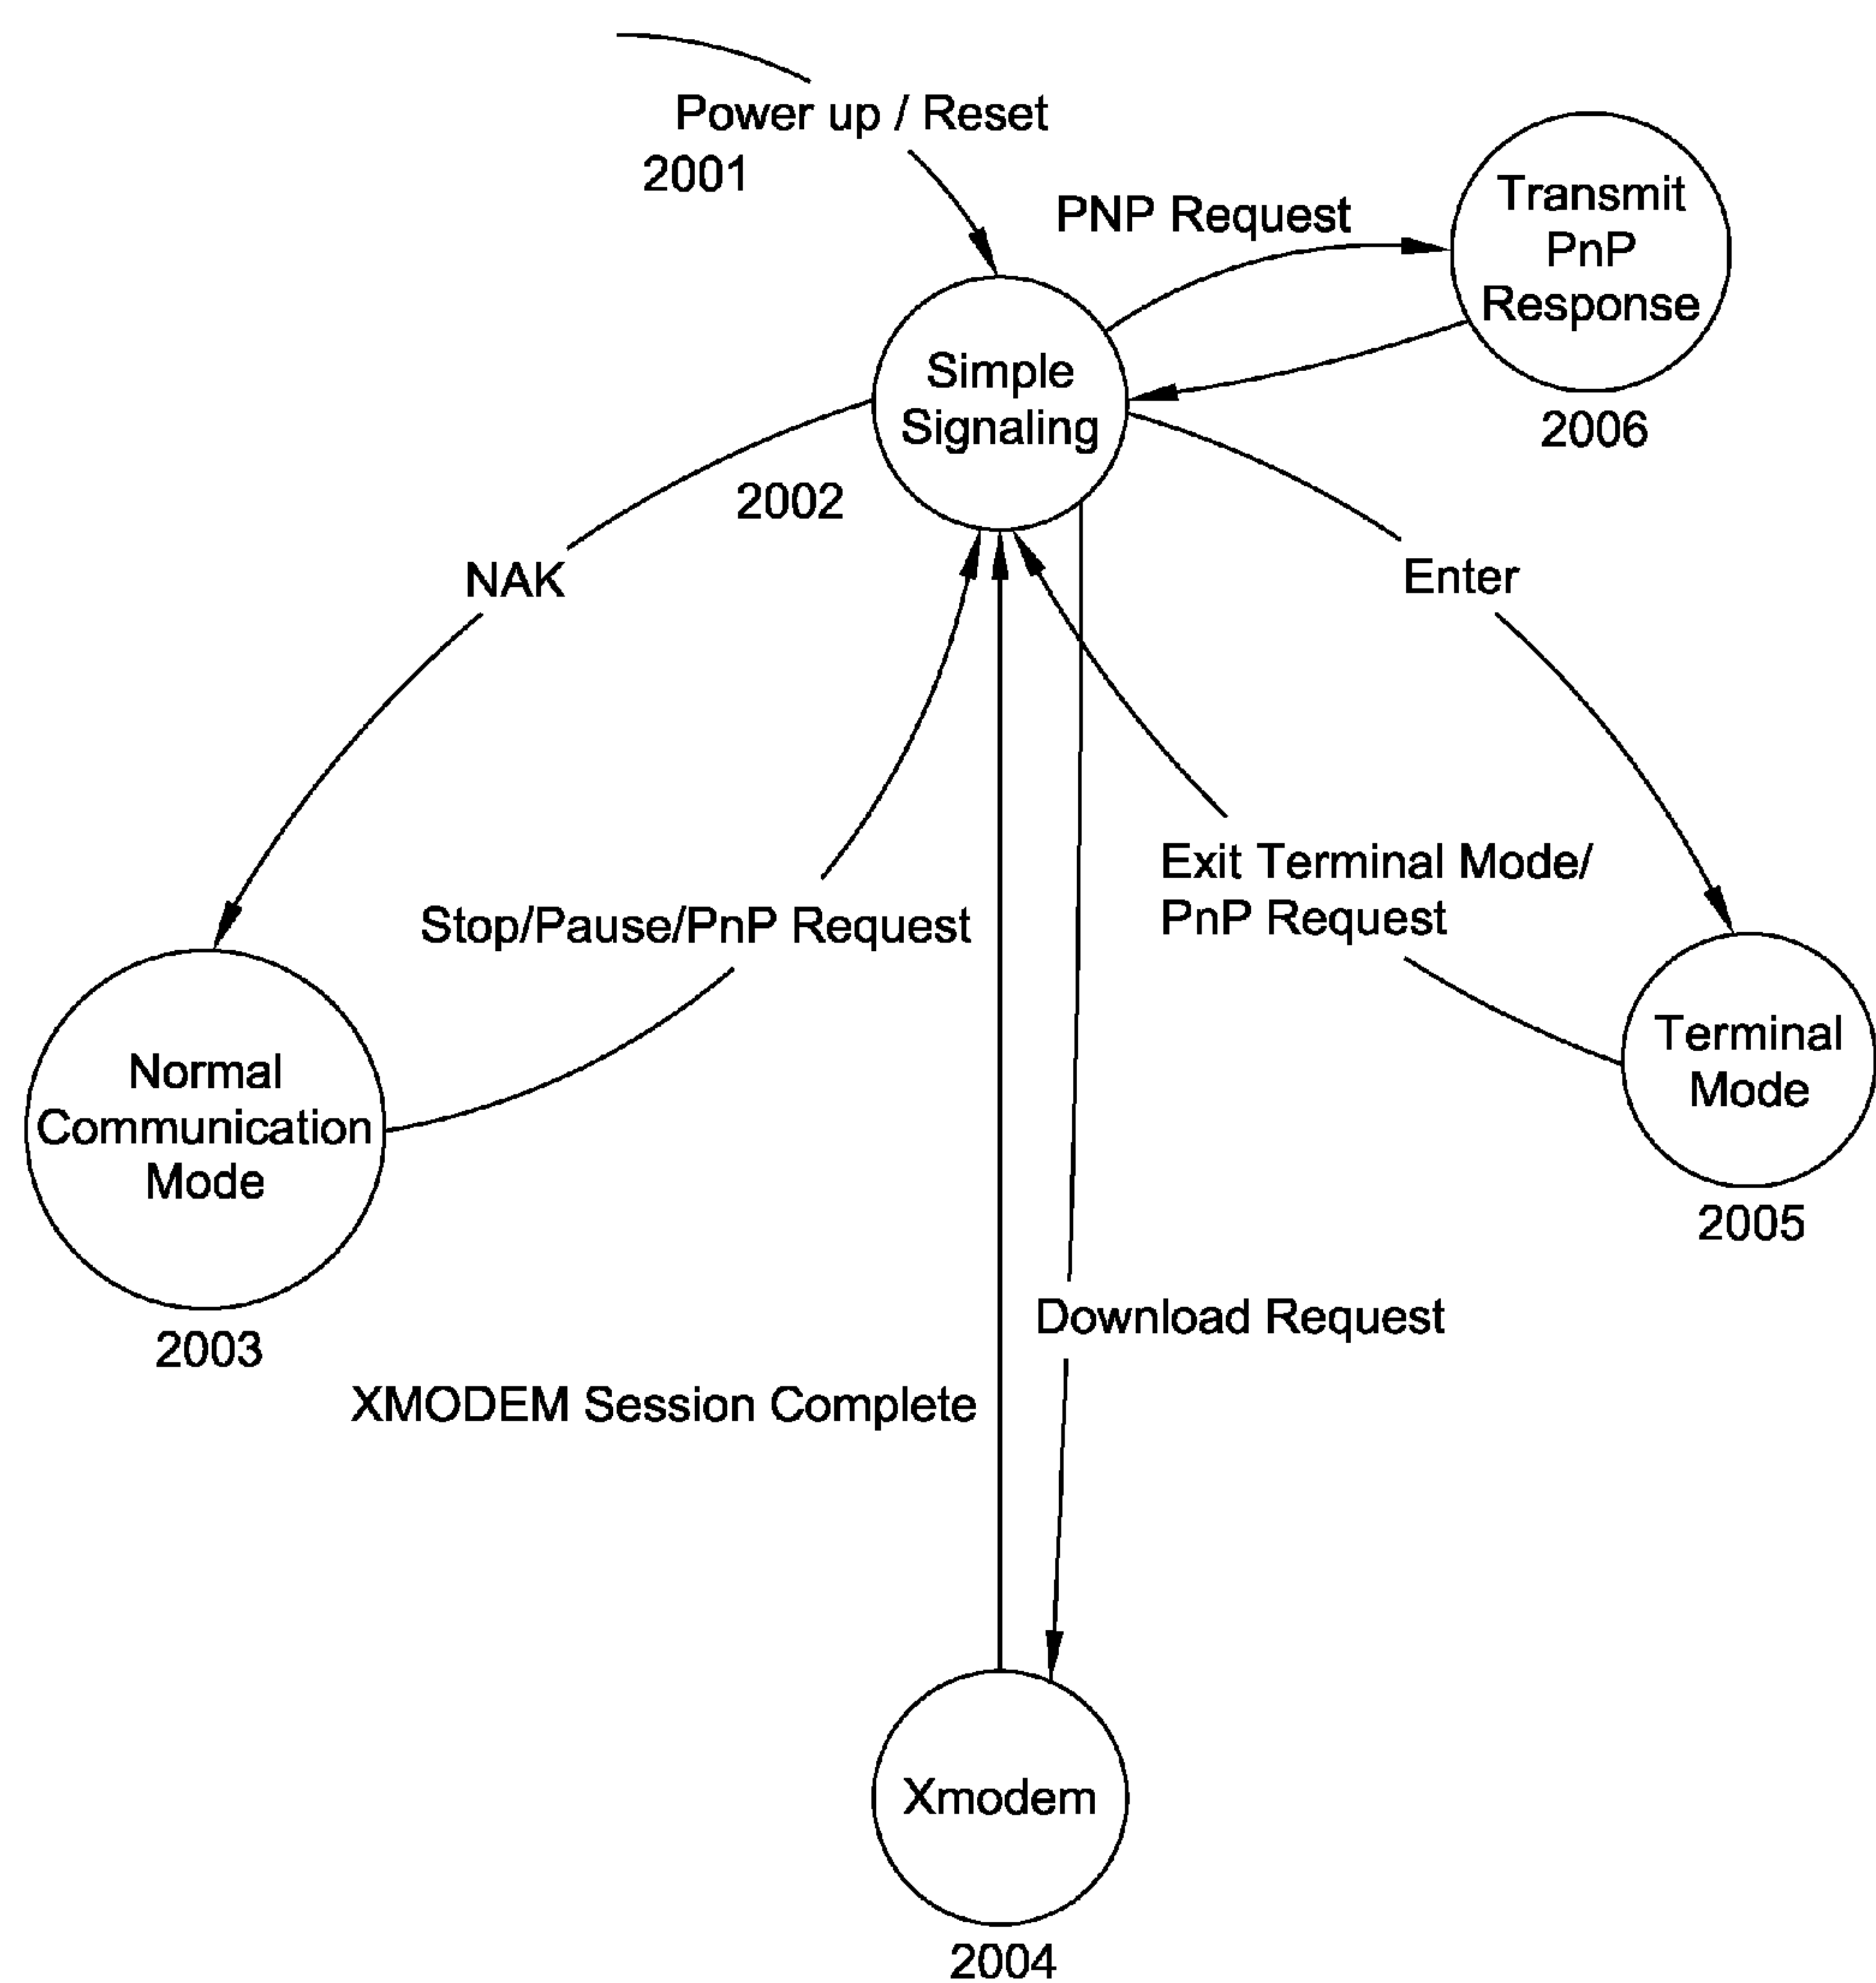 Power up / Reset
2001
PNP Request
Transmit
PnP
Response
2006
Simple
Signaling
2002
NAK
Enter
Stop/Pause/PnP Request
Exit Terminal Mode/
PnP Request
Normal
Communication
Mode
2003
Terminal
Mode
2005
Download Request
XMODEM Session Complete
Xmodem
2004